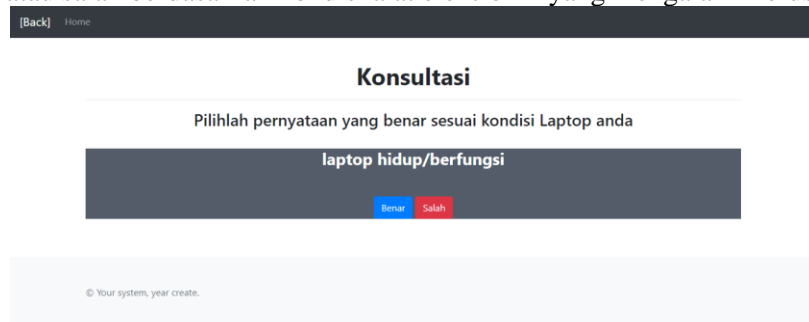 [Back] Home
Konsultasi
Pilihlah pernyataan yang benar sesuai kondisi Laptop anda
laptop hidup/berfungsi
Benar Salah
© Your system, year create.